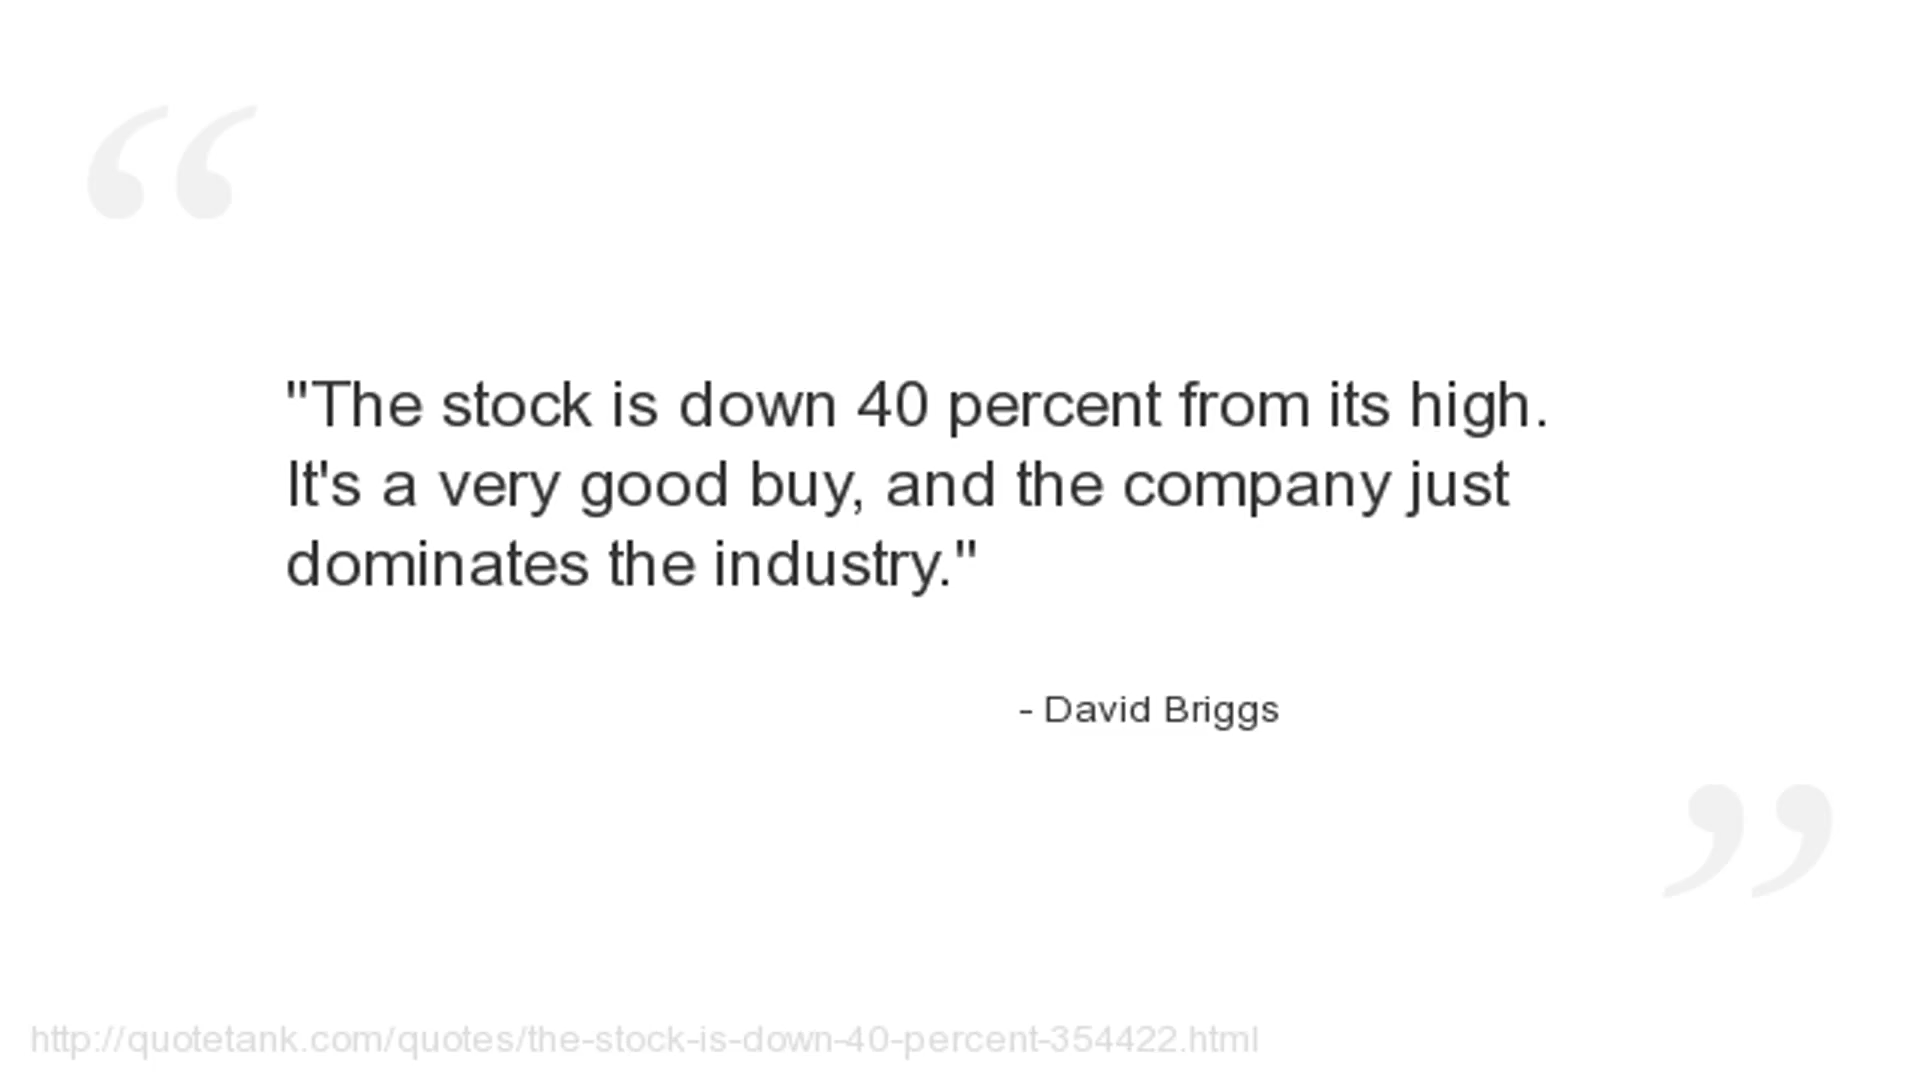 "The stock is down 40 percent from its high.
It's a very good buy, and the company just
dominates the industry."
- David Briggs
http://quotetank.com/quotes/the-stock-is-down-40-percent-354422.html